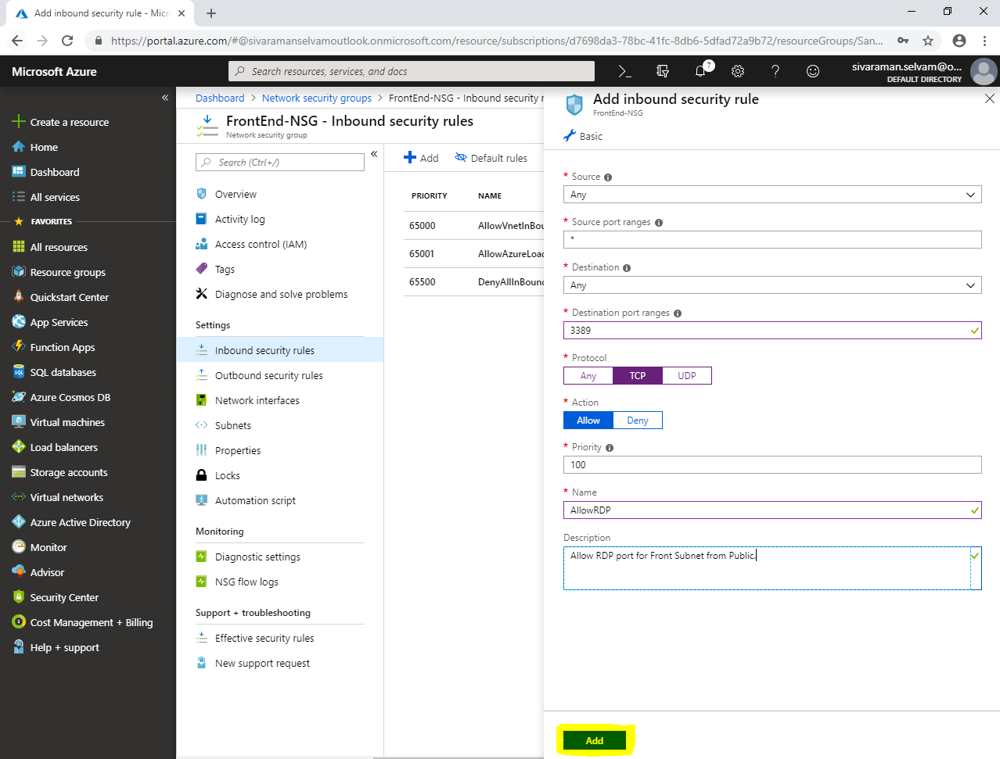 Add inbound security rule - Micr
https://portal.azure.com/#@sivaramanselvamoutlook.onmicrosoft.com/resource/subscriptions/d7698da3-78bc-41fc-8db6-5dfad72a9b72/resourceGroups/San...
Microsoft Azure
Search resources, services, and docs
7
sivaraman.selvam@o...
DEFAULT DIRECTORY
Create a resource
Home
Dashboard
All services
FAVORITES
All resources
Resource groups
Quickstart Center
App Services
Function Apps
SQL databases
Azure Cosmos DB
Virtual machines
Load balancers
Storage accounts
Virtual networks
Azure Active Directory
Monitor
Advisor
Security Center
Cost Management + Billing
Help + support
Dashboard > Network security groups > FrontEnd-NSG - Inbound security r
FrontEnd-NSG - Inbound security rules
Network security group
Search (Ctrl+/)
Overview
Activity log
Access control (IAM)
Tags
Diagnose and solve problems
Settings
Inbound security rules
Outbound security rules
Network interfaces
Subnets
Properties
Locks
Automation script
Monitoring
Diagnostic settings
NSG flow logs
Support + troubleshooting
Effective security rules
New support request
Add Default rules
PRIORITY NAME
65000 AllowVnetInBou
65001 AllowAzureLoad
65500 DenyAllInBound
Add inbound security rule
FrontEnd-NSG
Basic
* Source
Any
* Source port ranges
*
* Destination
Any
* Destination port ranges
3389
* Protocol
Any TCP UDP
* Action
Allow Deny
* Priority
100
* Name
AllowRDP
Description
Allow RDP port for Front Subnet from Public.
Add